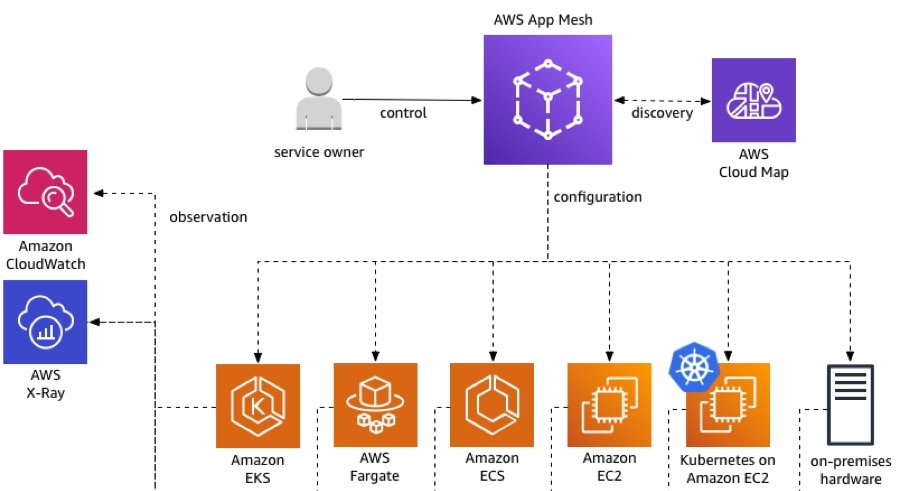 AWS App Mesh
control
discovery
service owner
AWS
Cloud Map
configuration
observation
Amazon
CloudWatch
AWS
X-Ray
K
Amazon
EKS
AWS
Fargate
Amazon
ECS
Amazon
EC2
Kubernetes on
Amazon EC2
on-premises
hardware